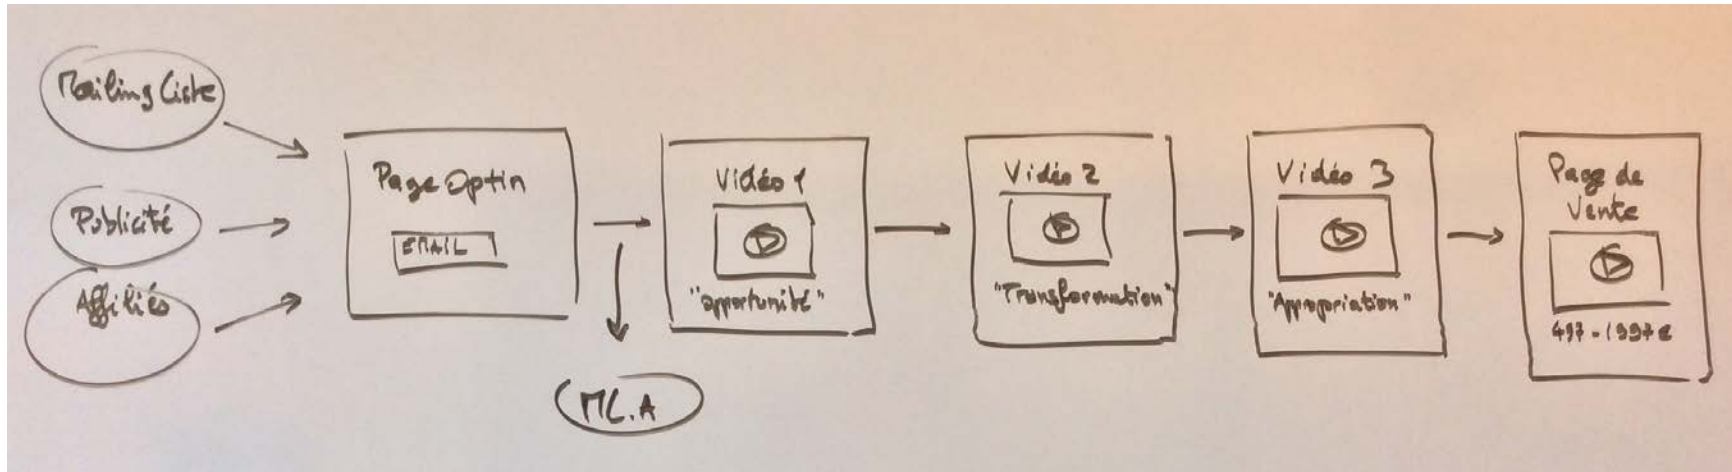 Mailing Liste
Publicité
Affiliés
Page Optin
EMAIL
ML.A
Vidéo 1
"opportunité"
Vidéo 2
"Transformation"
Vidéo 3
"Appropriation"
Page de
Vente
497-1997€